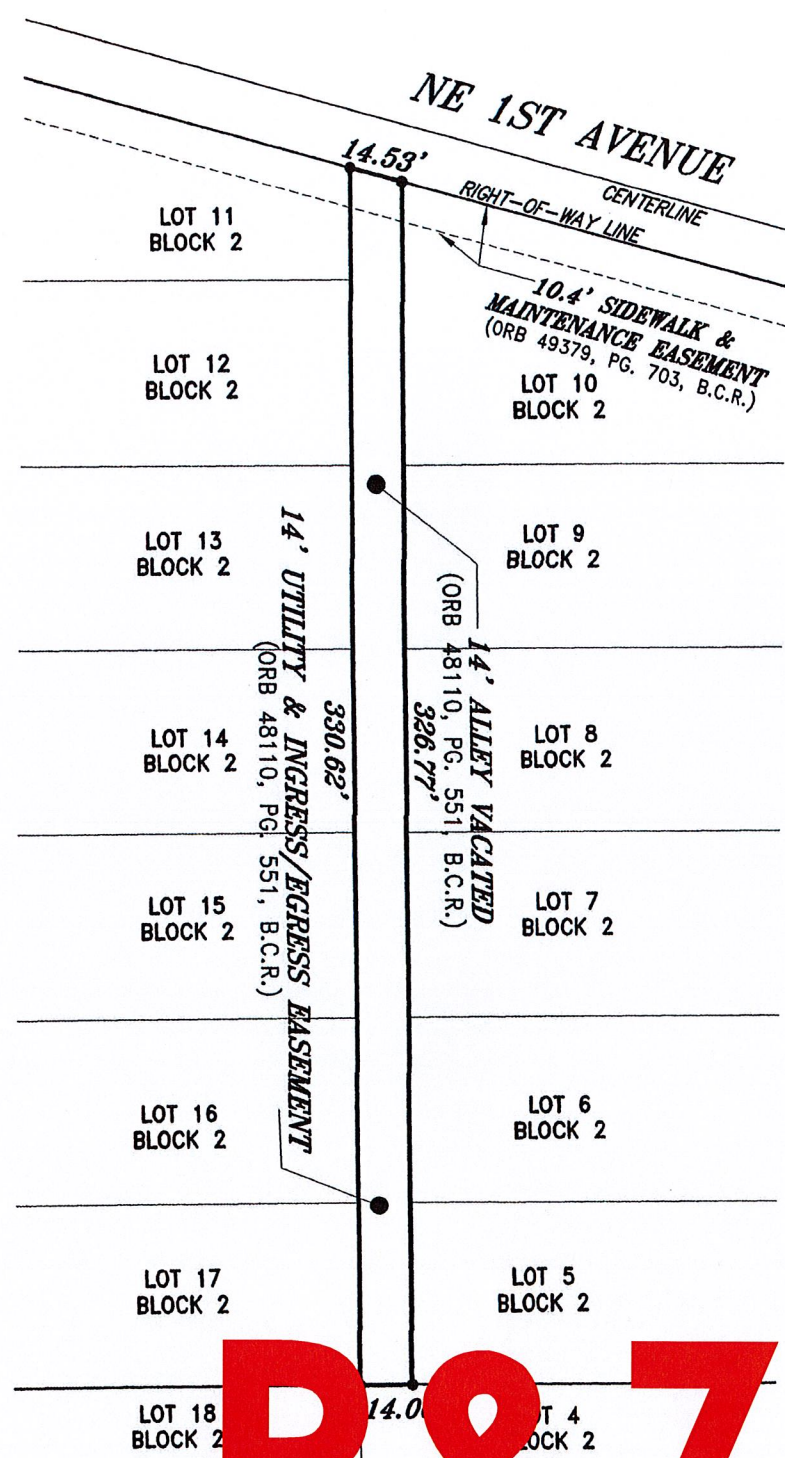 NE 1ST AVENUE
14.53'
CENTERLINE
RIGHT-OF-WAY LINE
10.4' SIDEWALK &
MAINTENANCE EASEMENT
(ORB 49379, PG. 703, B.C.R.)
LOT 11
BLOCK 2
LOT 12
BLOCK 2
LOT 10
BLOCK 2
LOT 13
BLOCK 2
LOT 9
BLOCK 2
14' UTILITY & INGRESS/EGRESS EASEMENT
(ORB 48110, PG. 551, B.C.R.)
330.62'
326.77'
14' ALLEY VACATED
(ORB 48110, PG. 551, B.C.R.)
LOT 14
BLOCK 2
LOT 8
BLOCK 2
LOT 15
BLOCK 2
LOT 7
BLOCK 2
LOT 16
BLOCK 2
LOT 6
BLOCK 2
LOT 17
BLOCK 2
LOT 5
BLOCK 2
LOT 18
BLOCK 2
4
2